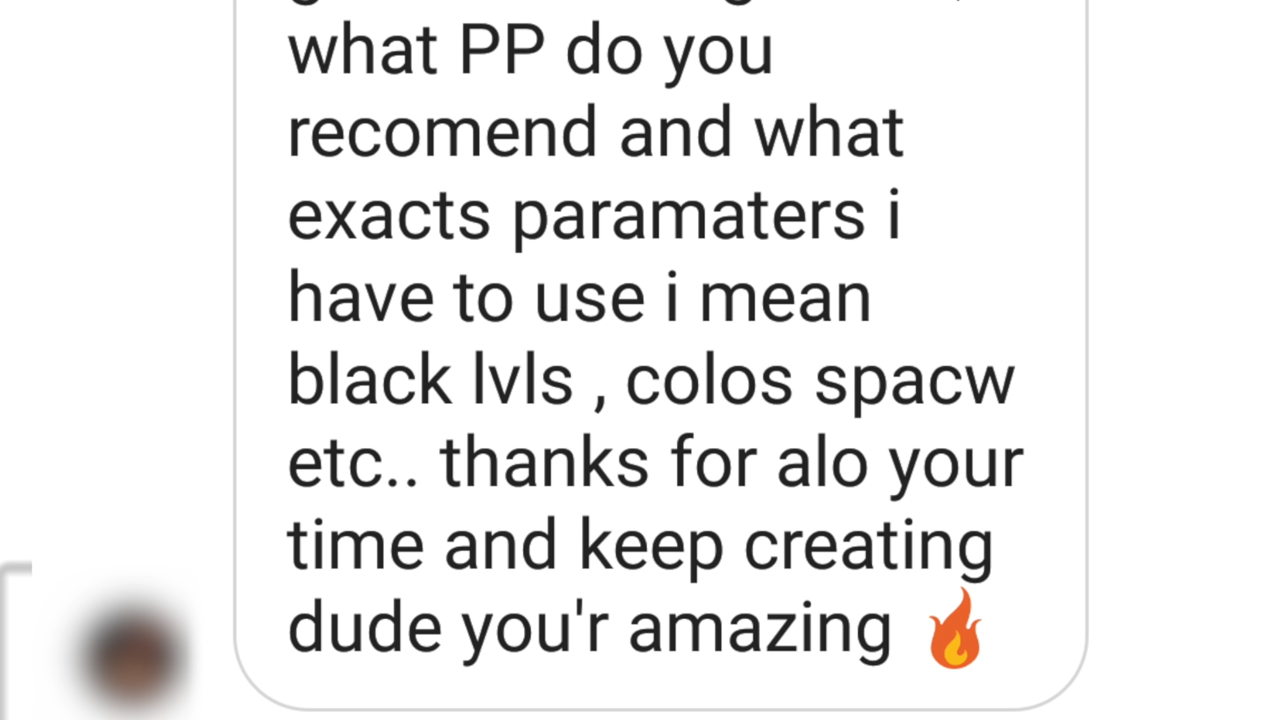 what PP do you
recomend and what
exacts paramaters i
have to use i mean
black lvls , colos spacw
etc.. thanks for alo your
time and keep creating
dude you'r amazing 🔥